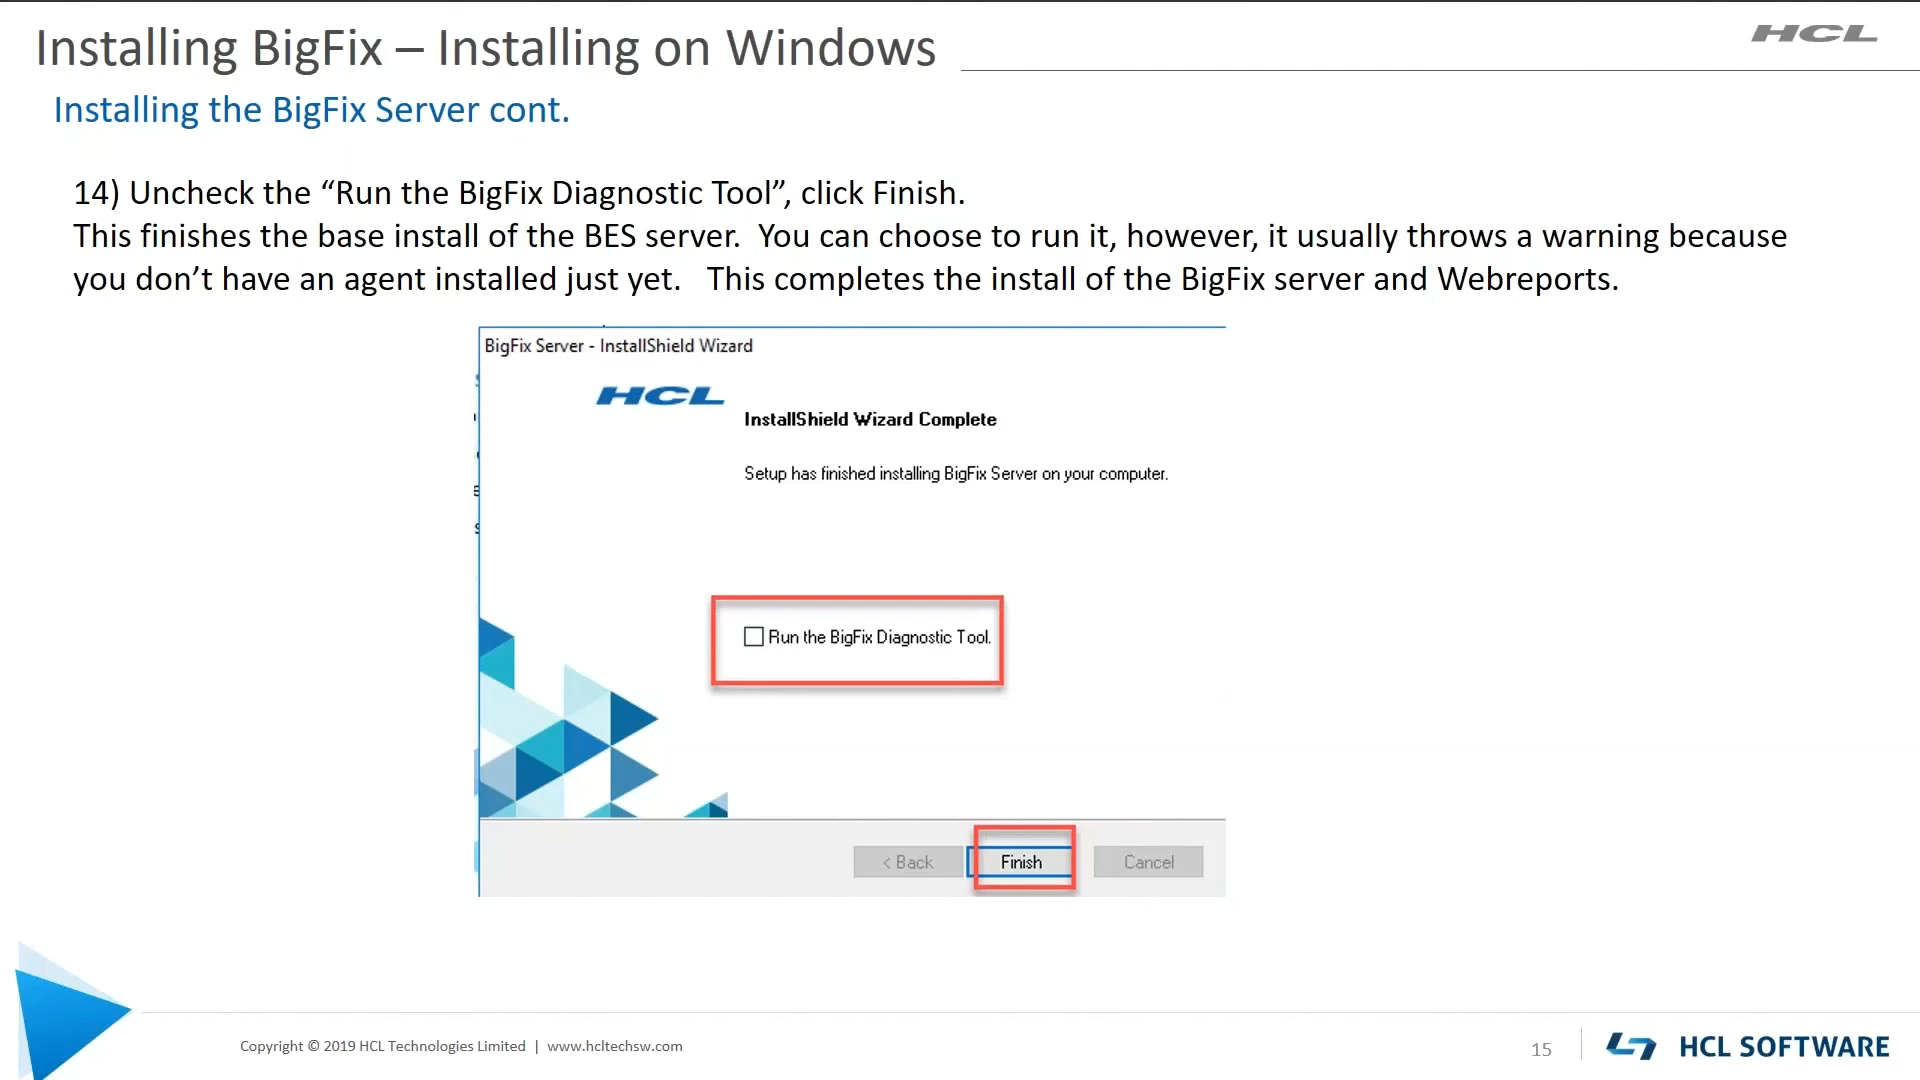 Installing BigFix – Installing on Windows
HCL
Installing the BigFix Server cont.
14) Uncheck the “Run the BigFix Diagnostic Tool”, click Finish.
This finishes the base install of the BES server.  You can choose to run it, however, it usually throws a warning because
you don’t have an agent installed just yet.   This completes the install of the BigFix server and Webreports.
BigFix Server - InstallShield Wizard
HCL
InstallShield Wizard Complete
Setup has finished installing BigFix Server on your computer.
Run the BigFix Diagnostic Tool.
< Back
Finish
Cancel
Copyright © 2019 HCL Technologies Limited  |  www.hcltechsw.com
15
HCL SOFTWARE